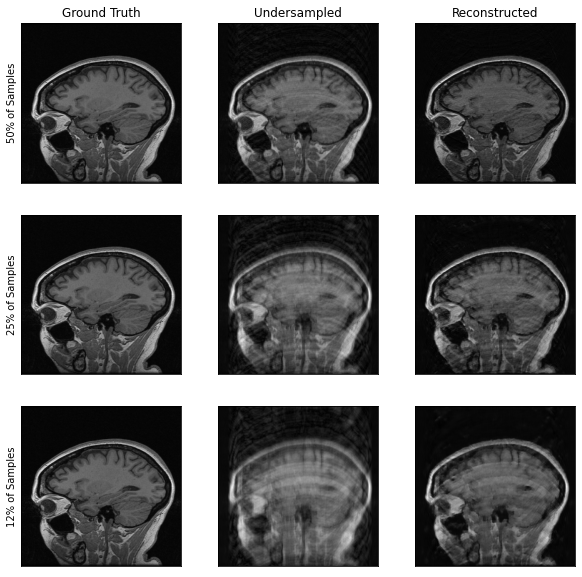 Ground Truth
Undersampled
Reconstructed
50% of Samples
25% of Samples
12% of Samples